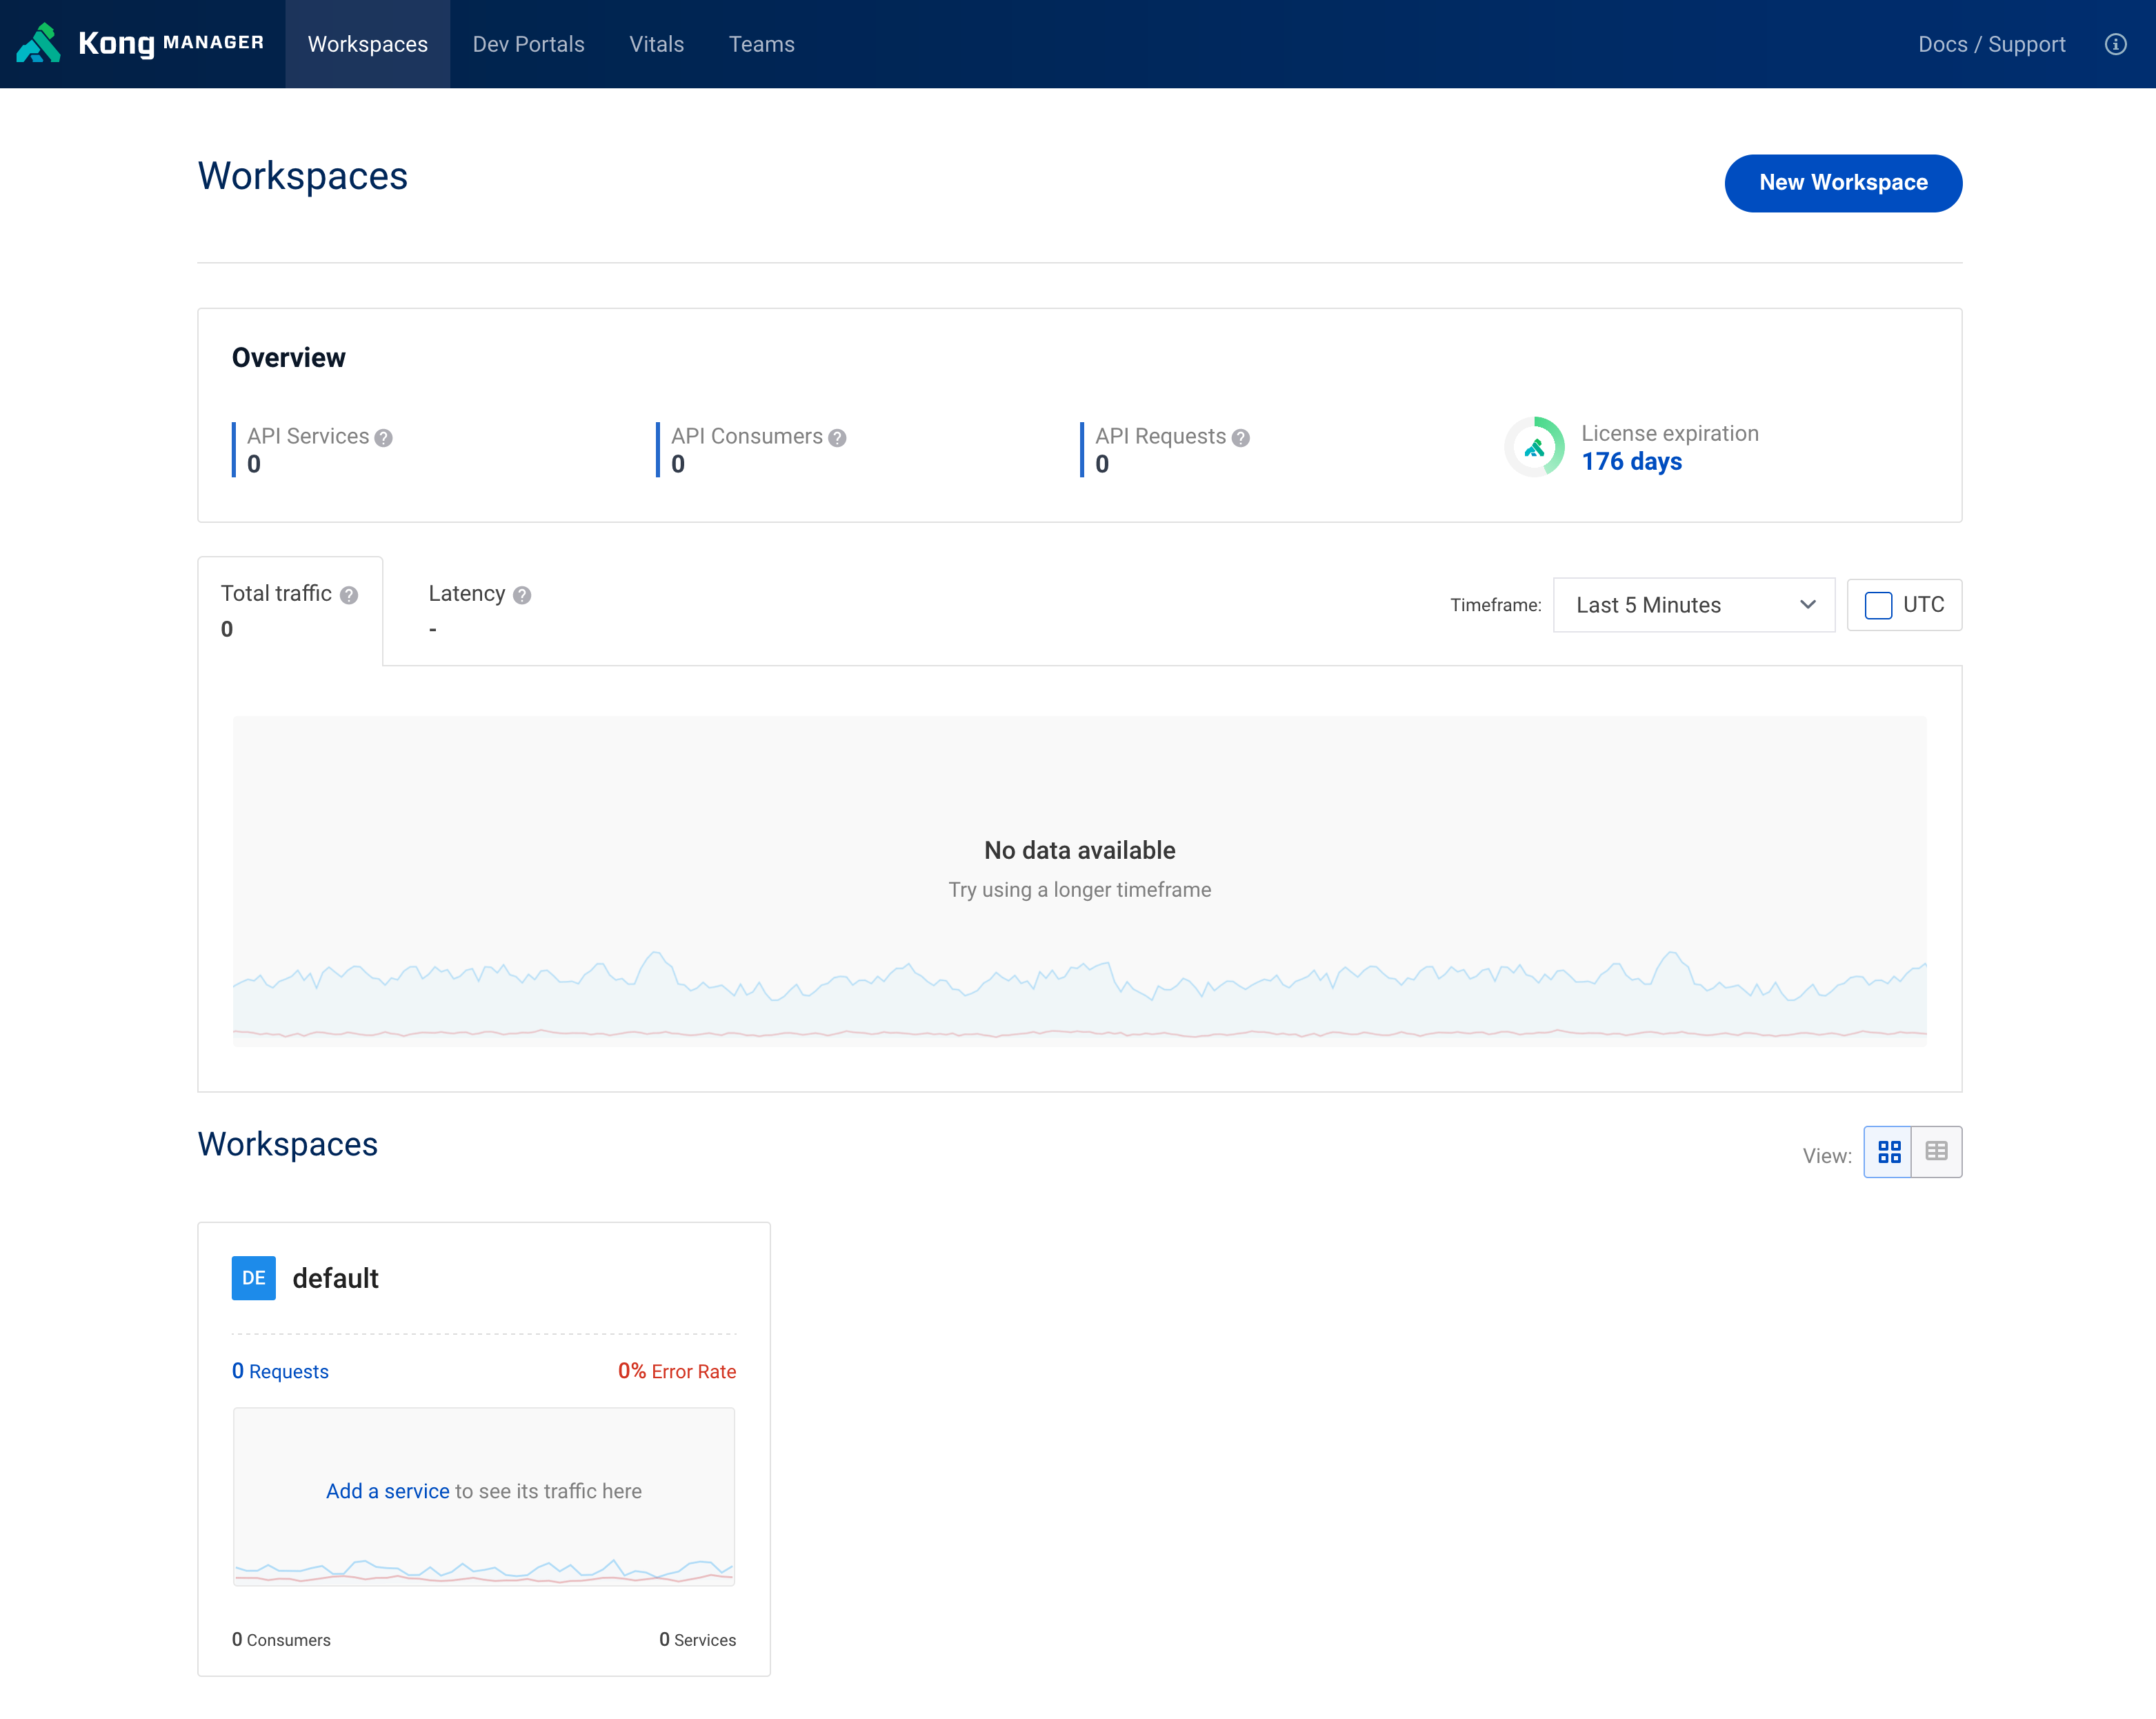 Kong MANAGER Workspaces Dev Portals Vitals Teams Docs / Support
Workspaces
New Workspace
Overview
API Services
0
API Consumers
0
API Requests
0
License expiration
176 days
Total traffic
0
Latency
-
Timeframe: Last 5 Minutes UTC
No data available
Try using a longer timeframe
Workspaces
View:
DE default
0 Requests 0% Error Rate
Add a service to see its traffic here
0 Consumers 0 Services